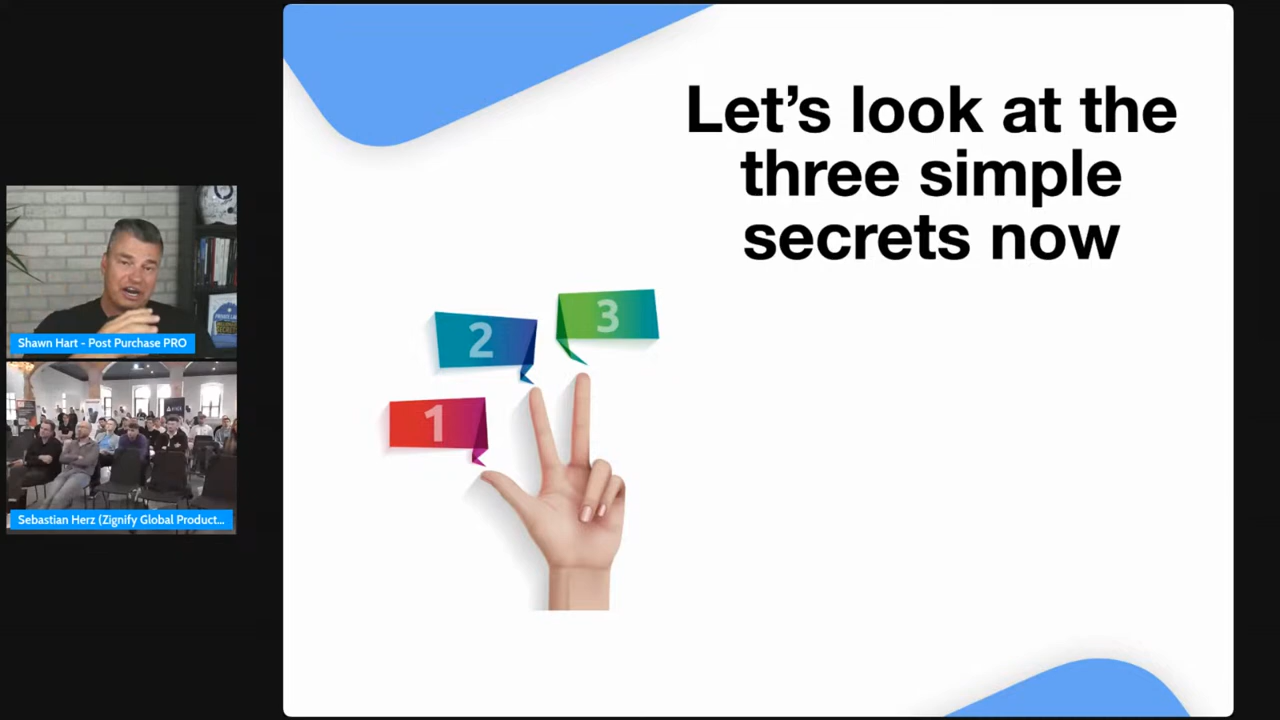 Let's look at the
three simple
secrets now
3
2
1
Shawn Hart - Post Purchase PRO
Sebastian Herz (Zignify Global Product...